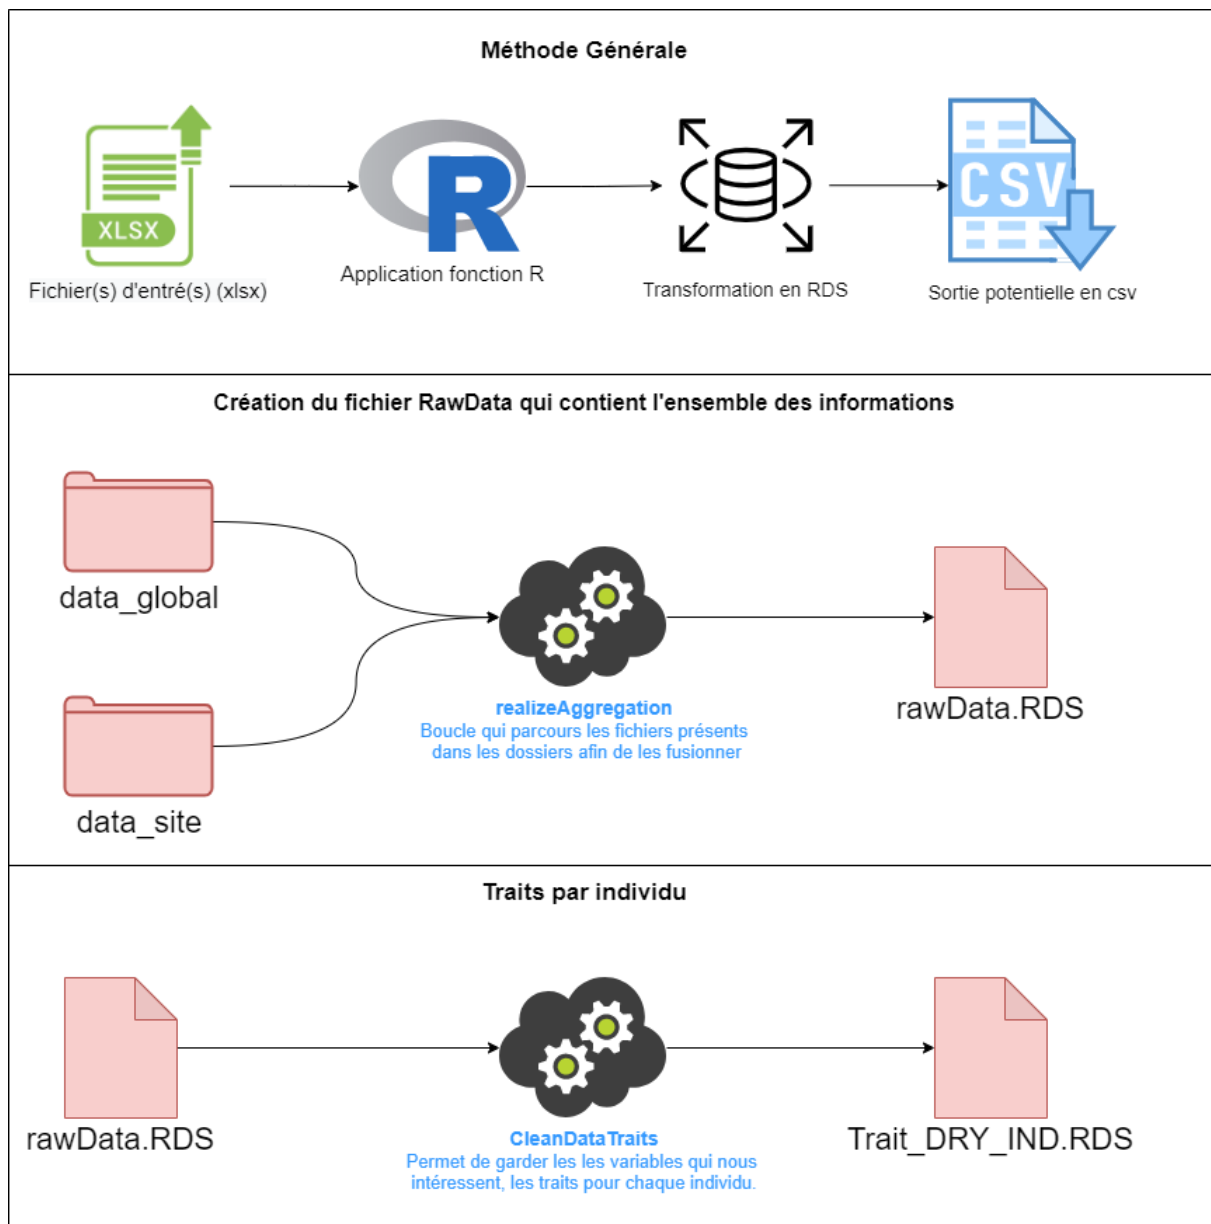 Méthode Générale
XLSX
R
CSV
Fichier(s) d'entré(s) (xlsx)
Application fonction R
Transformation en RDS
Sortie potentielle en csv
Création du fichier RawData qui contient l'ensemble des informations
data_global
data_site
realizeAggregation
Boucle qui parcours les fichiers présents
dans les dossiers afin de les fusionner
rawData.RDS
Traits par individu
rawData.RDS
CleanDataTraits
Permet de garder les les variables qui nous
intéressent, les traits pour chaque individu.
Trait_DRY_IND.RDS